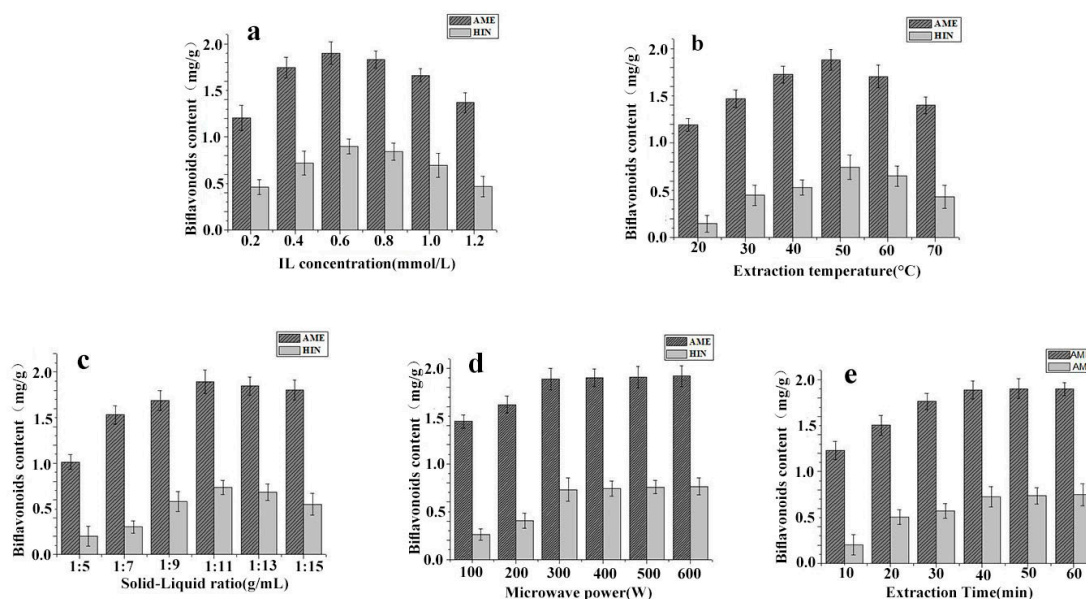 a
AME
HIN
Biflavonoids content（mg/g）
2.0
1.5
1.0
0.5
0.0
0.2 0.4 0.6 0.8 1.0 1.2
IL concentration(mmol/L)
b
AME
HIN
Biflavonoids content（mg/g）
2.0
1.5
1.0
0.5
0.0
20 30 40 50 60 70
Extraction temperature(°C)
c
AME
HIN
Biflavonoids content（mg/g）
2.0
1.5
1.0
0.5
0.0
1:5 1:7 1:9 1:11 1:13 1:15
Solid-Liquid ratio(g/mL)
d
AME
HIN
Biflavonoids content（mg/g）
2.0
1.5
1.0
0.5
0.0
100 200 300 400 500 600
Microwave power(W)
e
AM
AM
Biflavonoids content（mg/g）
2.0
1.5
1.0
0.5
0.0
10 20 30 40 50 60
Extraction Time(min)